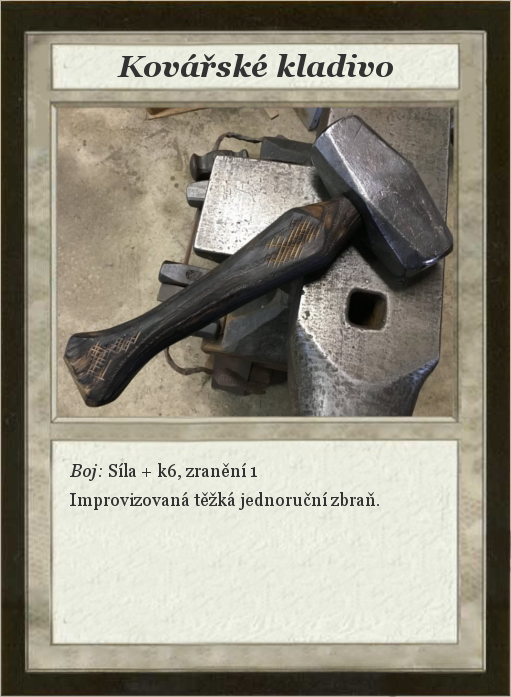 Kovářské kladivo
Boj: Síla + k6, zranění 1
Improvizovaná těžká jednoruční zbraň.